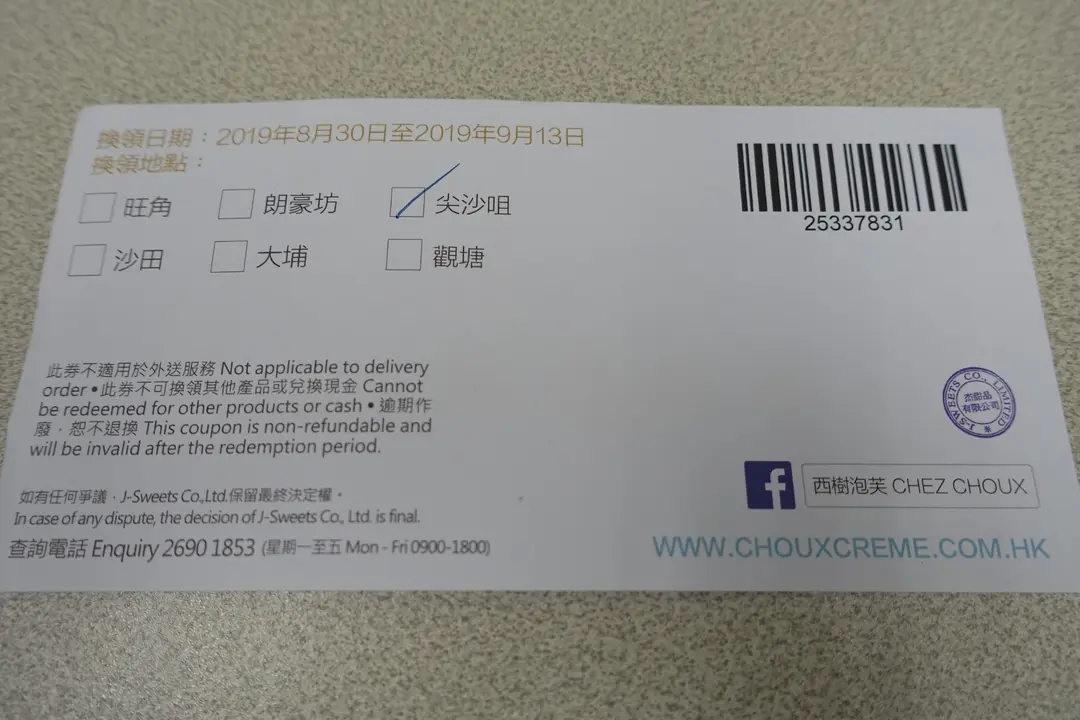 換領日期：2019年8月30日至2019年9月13日
換領地點：
旺角 朗豪坊 尖沙咀
沙田 大埔 觀塘
25337831
此券不適用於外送服務 Not applicable to delivery
order • 此券不可換領其他產品或兌換現金 Cannot
be redeemed for other products or cash • 逾期作
廢，恕不退換 This coupon is non-refundable and
will be invalid after the redemption period.
J-SWEETS CO., LIMITED
杰甜品
有限公司
如有任何爭議，J-Sweets Co.,Ltd.保留最終決定權。
In case of any dispute, the decision of J-Sweets Co., Ltd. is final.
查詢電話 Enquiry 2690 1853 (星期一至五 Mon - Fri 0900-1800)
f 西樹泡芙 CHEZ CHOUX
WWW.CHOUXCREME.COM.HK